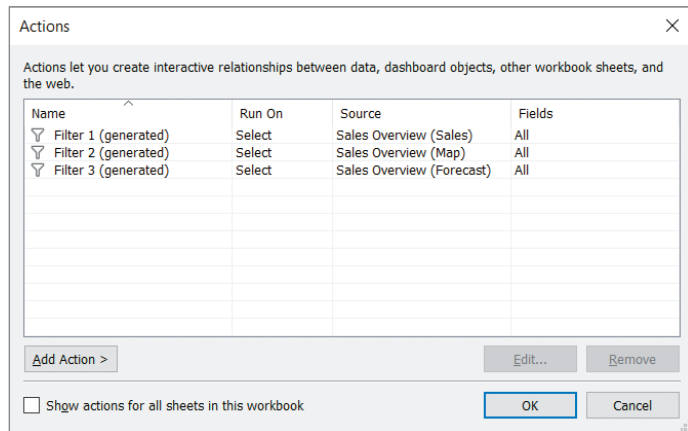 Actions
Actions let you create interactive relationships between data, dashboard objects, other workbook sheets, and
the web.
Name Run On Source Fields
Filter 1 (generated) Select Sales Overview (Sales) All
Filter 2 (generated) Select Sales Overview (Map) All
Filter 3 (generated) Select Sales Overview (Forecast) All
Add Action > Edit... Remove
Show actions for all sheets in this workbook OK Cancel